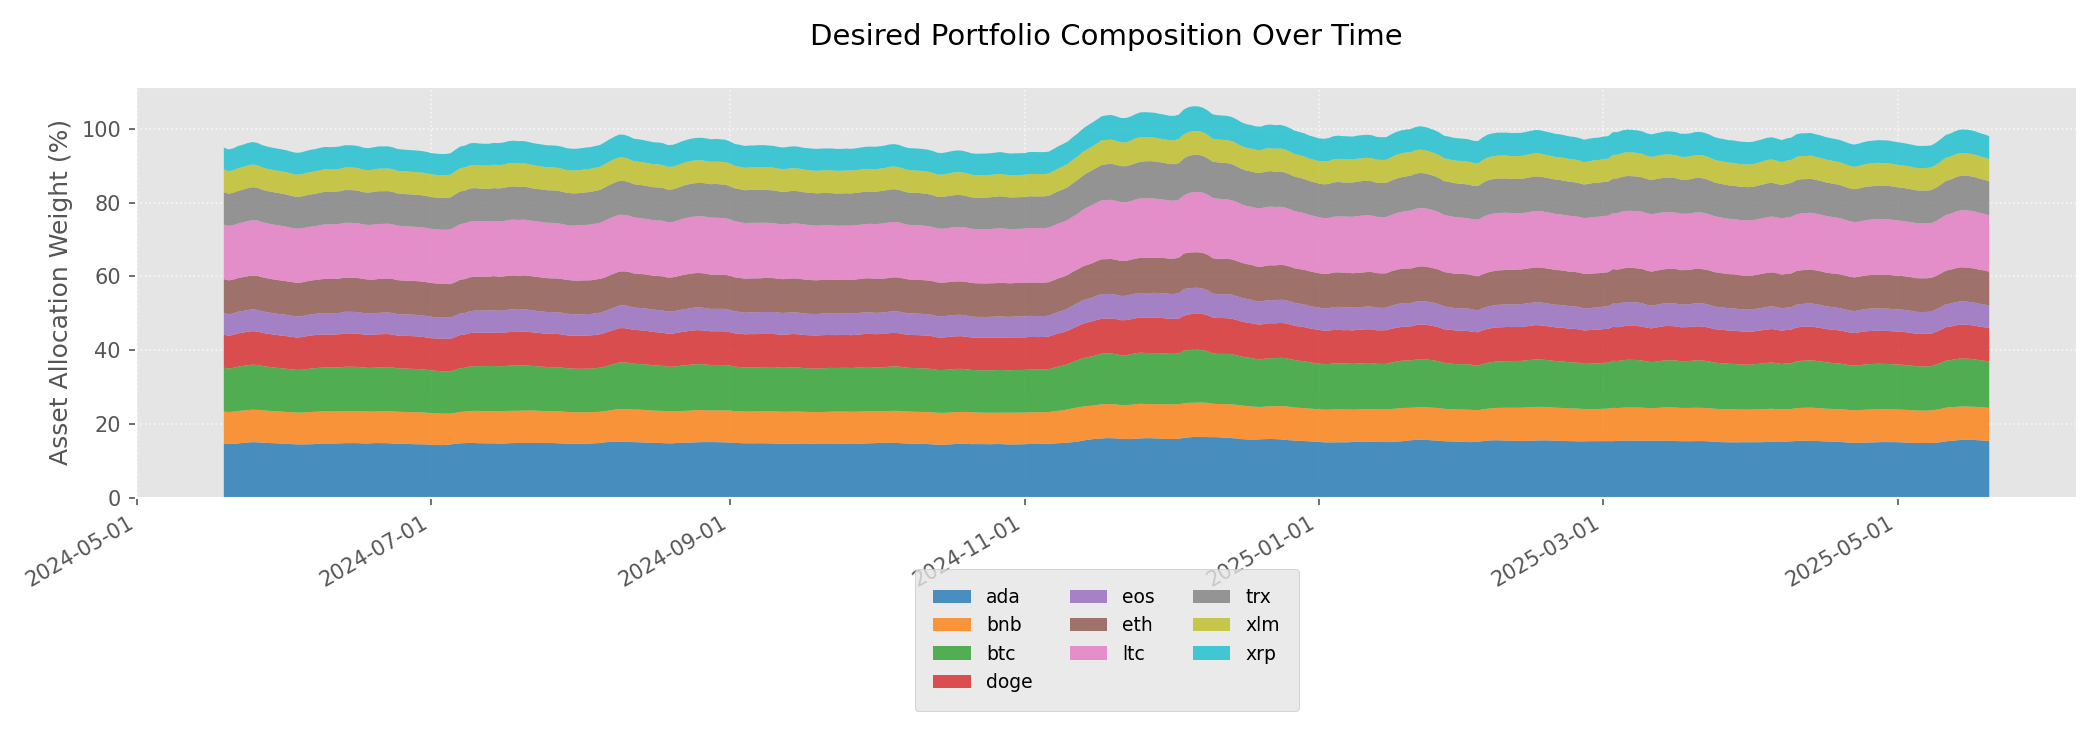 Desired Portfolio Composition Over Time
Asset Allocation Weight (%)
100
80
60
40
20
0
2024-05-01
2024-07-01
2024-09-01
2024-11-01
2025-01-01
2025-03-01
2025-05-01
ada
bnb
btc
doge
eos
eth
ltc
trx
xlm
xrp